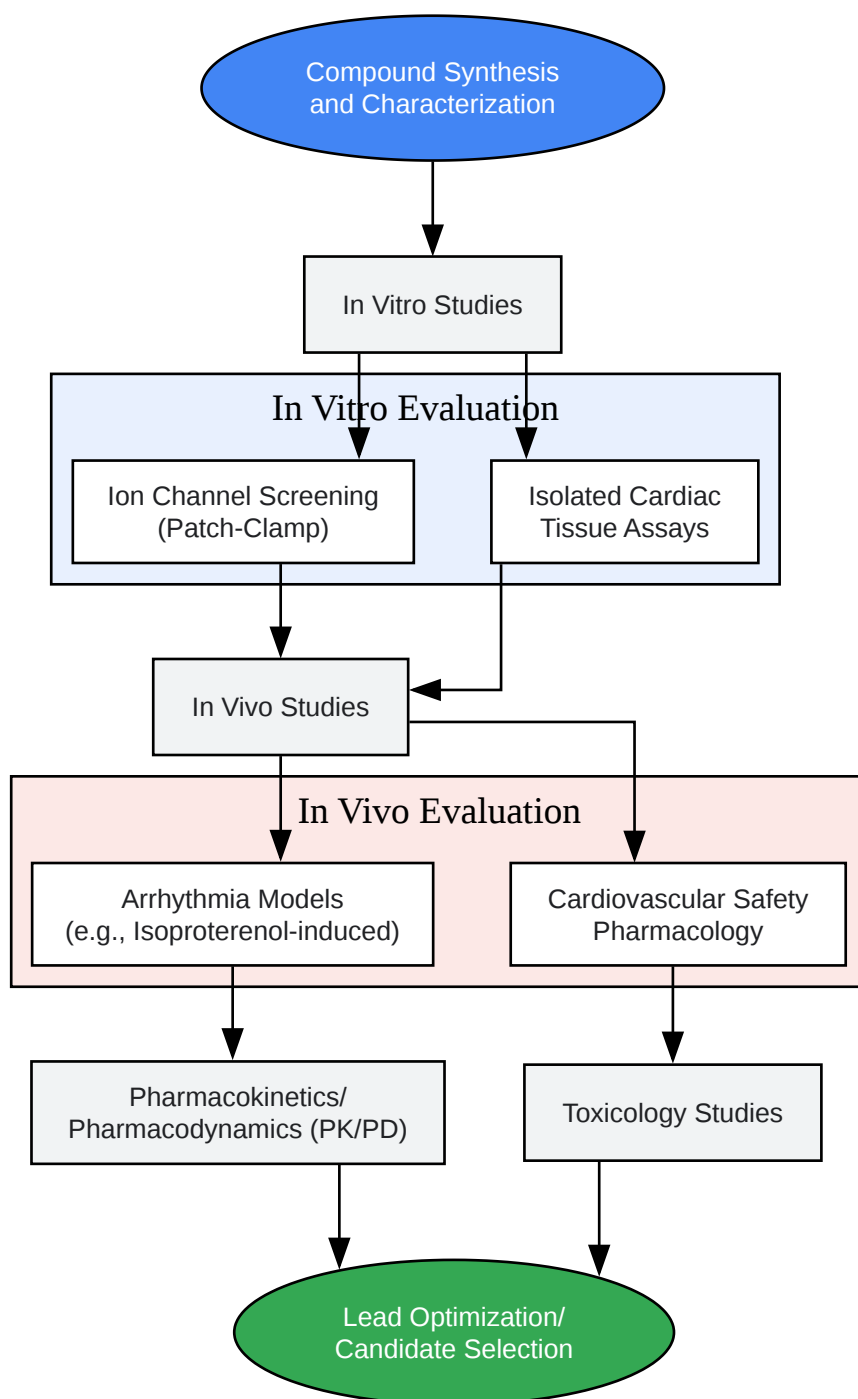 Compound Synthesis
and Characterization
In Vitro Studies
In Vitro Evaluation
Ion Channel Screening
(Patch-Clamp)
Isolated Cardiac
Tissue Assays
In Vivo Studies
In Vivo Evaluation
Arrhythmia Models
(e.g., Isoproterenol-induced)
Cardiovascular Safety
Pharmacology
Pharmacokinetics/
Pharmacodynamics (PK/PD)
Toxicology Studies
Lead Optimization/
Candidate Selection